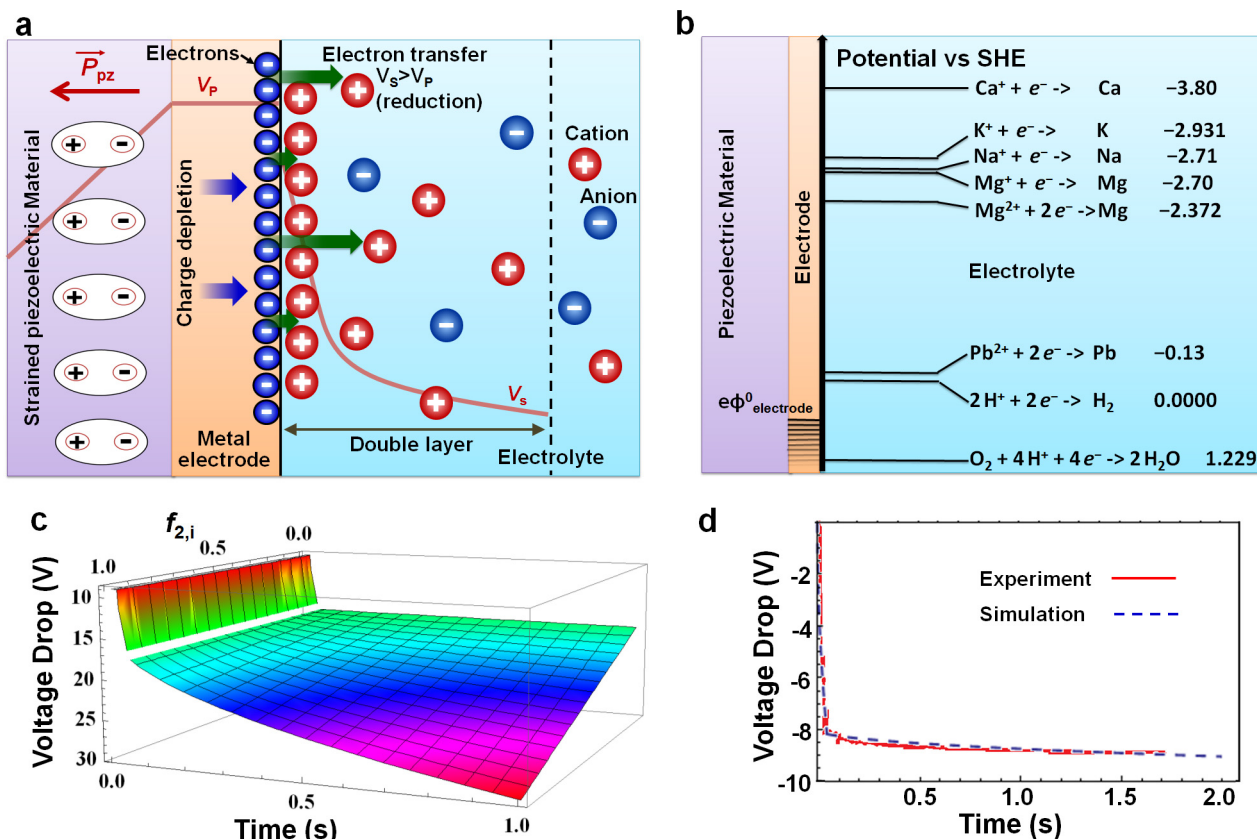 a
Electrons
Electron transfer
V_S>V_P
(reduction)
P_pz
V_P
Strained piezoelectric Material
Charge depletion
Cation
Anion
V_s
Metal
electrode
Double layer
Electrolyte
b
Potential vs SHE
Piezoelectric Material
Electrode
Ca⁺ + e⁻ -> Ca −3.80
K⁺ + e⁻ -> K −2.931
Na⁺ + e⁻ -> Na −2.71
Mg⁺ + e⁻ -> Mg −2.70
Mg²⁺ + 2 e⁻ -> Mg −2.372
Electrolyte
Pb²⁺ + 2 e⁻ -> Pb −0.13
eϕ⁰electrode
2 H⁺ + 2 e⁻ -> H₂ 0.0000
O₂ + 4 H⁺ + 4 e⁻ -> 2 H₂O 1.229
c
f_2,i
1.0
0.5
0.0
Voltage Drop (V)
10
15
20
25
30
0.0
0.5
1.0
Time (s)
d
Voltage Drop (V)
-2
-4
-6
-8
-10
Experiment
Simulation
0.5
1.0
1.5
2.0
Time (s)